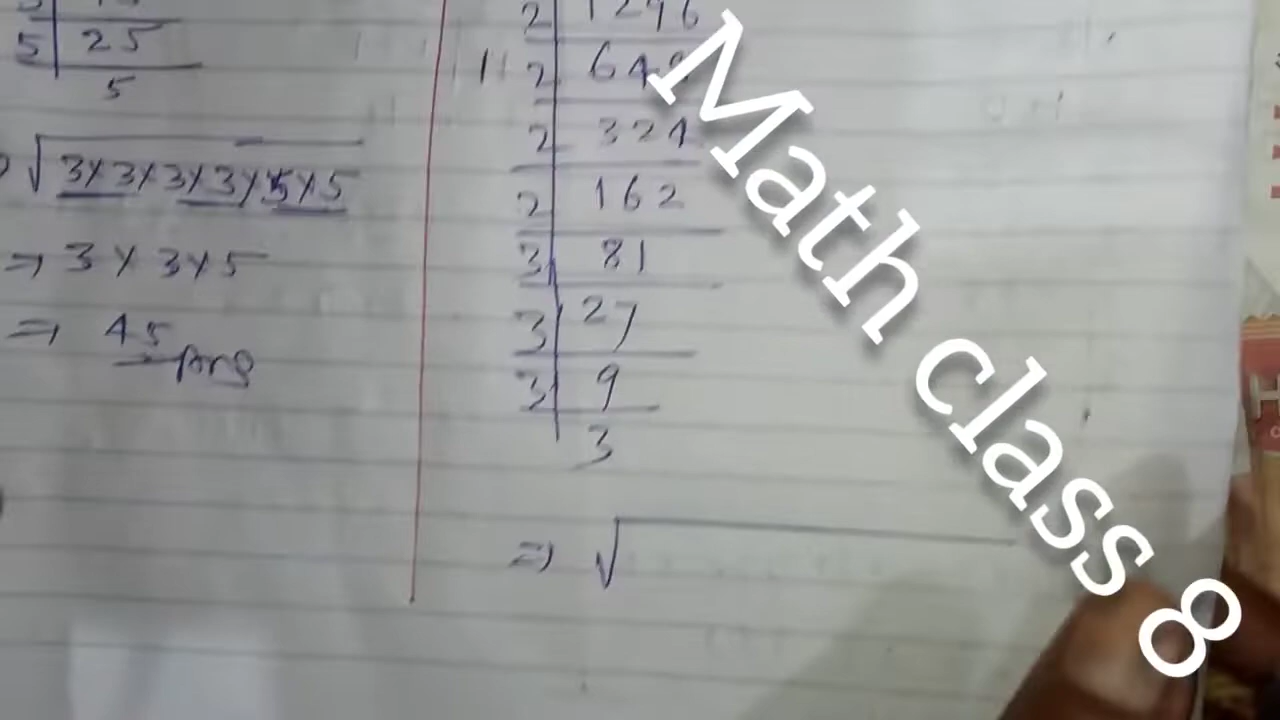 5 | 25
5
√3×3×3×3×5×5
⇒ 3 × 3×5
⇒ 45 Ans
2 | 1296
2 | 648
2 | 324
2 | 162
3 | 81
3 | 27
3 | 9
3
⇒ √
Math class 8